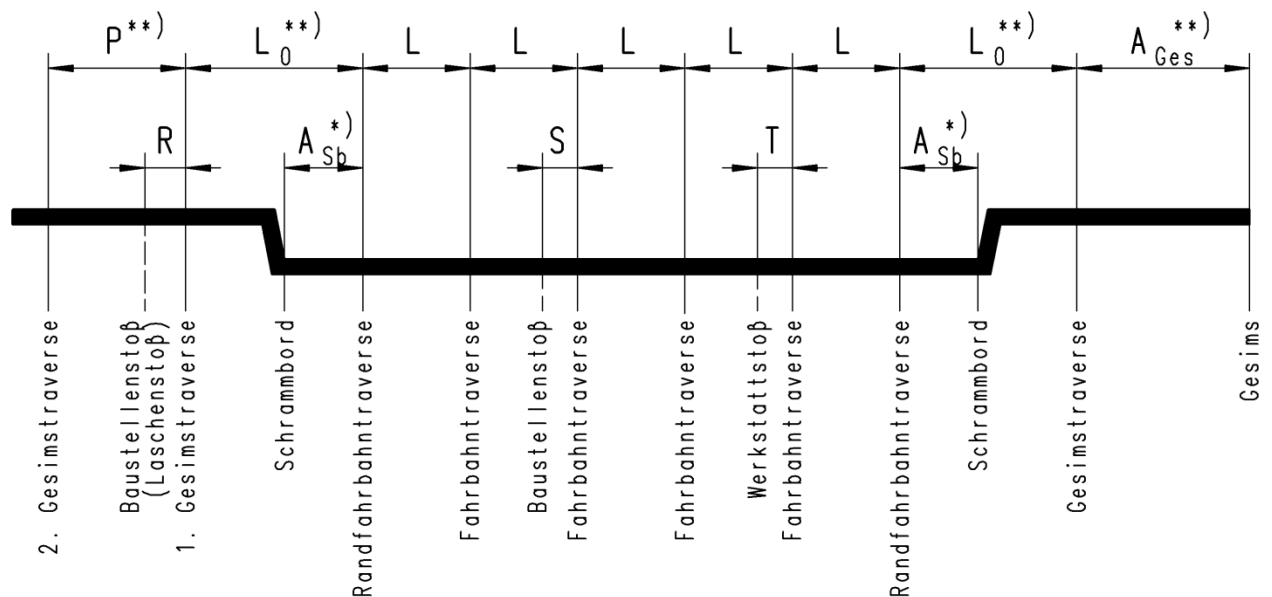 P**) L0**) L L L L L L0**) AGes**)
R ASb*) S T ASb*)
2. Gesimstraverse
Baustellenstoß
(Laschenstoß)
1. Gesimstraverse
Schrammbord
Randfahrbahntraverse
Fahrbahntraverse
Baustellenstoß
Fahrbahntraverse
Fahrbahntraverse
Werkstattstoß
Fahrbahntraverse
Randfahrbahntraverse
Schrammbord
Gesimstraverse
Gesims